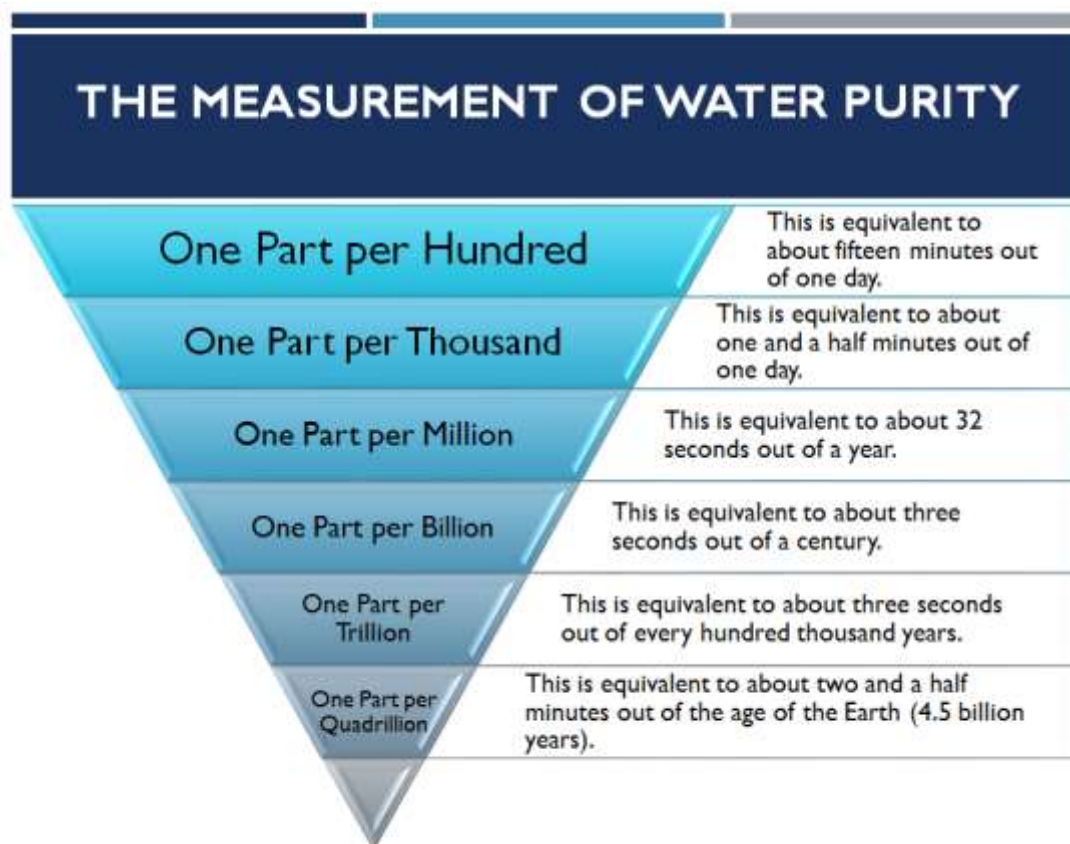 THE MEASUREMENT OF WATER PURITY
One Part per Hundred
This is equivalent to
about fifteen minutes out
of one day.
One Part per Thousand
This is equivalent to about
one and a half minutes out of
one day.
One Part per Million
This is equivalent to about 32
seconds out of a year.
One Part per Billion
This is equivalent to about three
seconds out of a century.
One Part per
Trillion
This is equivalent to about three seconds
out of every hundred thousand years.
One Part per
Quadrillion
This is equivalent to about two and a half
minutes out of the age of the Earth (4.5 billion
years).